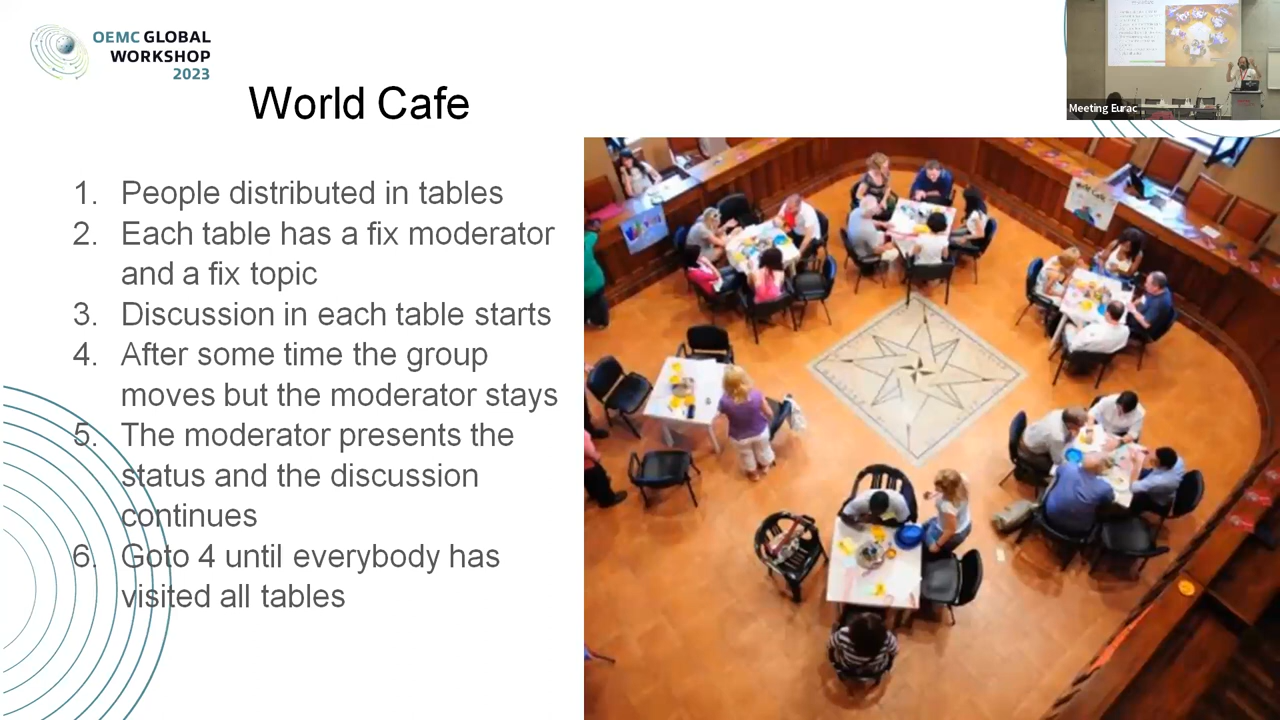 OEMC GLOBAL
WORKSHOP
2023
Meeting Eurac
World Cafe
1. People distributed in tables
2. Each table has a fix moderator
and a fix topic
3. Discussion in each table starts
4. After some time the group
moves but the moderator stays
5. The moderator presents the
status and the discussion
continues
6. Goto 4 until everybody has
visited all tables